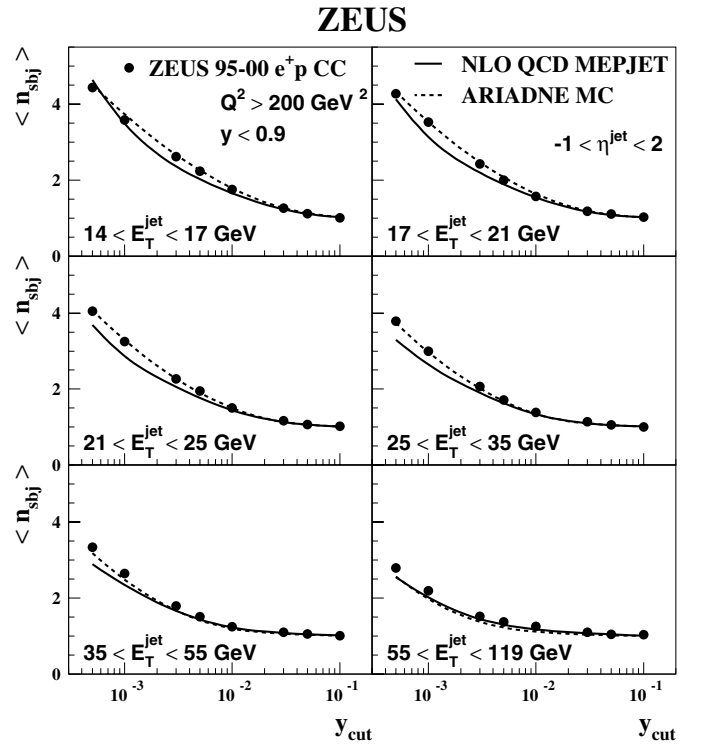 ZEUS
< n_sbj >
ZEUS 95-00 e⁺p CC
Q² > 200 GeV ²
y < 0.9
14 < E_T^jet < 17 GeV
4
2
0
NLO QCD MEPJET
ARIADNE MC
-1 < η^jet < 2
17 < E_T^jet < 21 GeV
< n_sbj >
4
2
0
21 < E_T^jet < 25 GeV
25 < E_T^jet < 35 GeV
< n_sbj >
4
2
0
35 < E_T^jet < 55 GeV
55 < E_T^jet < 119 GeV
10⁻³ 10⁻² 10⁻¹
10⁻³ 10⁻² 10⁻¹
y_cut
y_cut